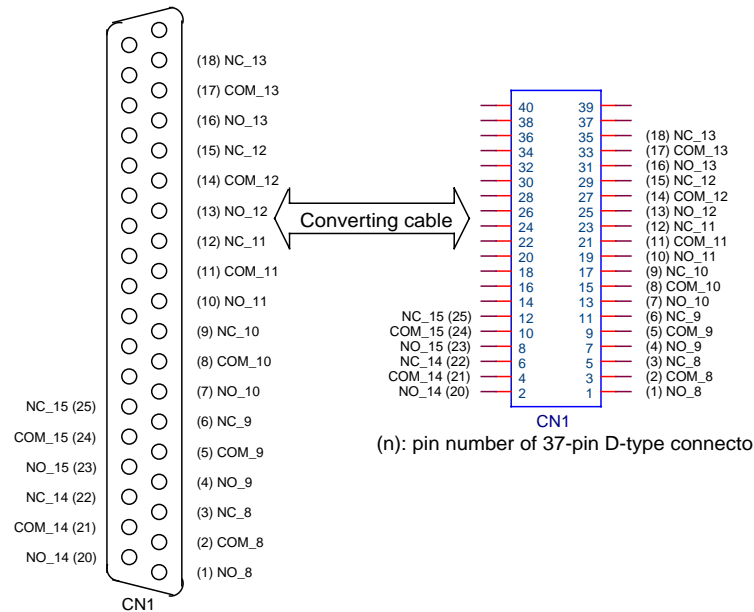 (18) NC_13
(17) COM_13
(16) NO_13
(15) NC_12
(14) COM_12
(13) NO_12
(12) NC_11
(11) COM_11
(10) NO_11
(9) NC_10
(8) COM_10
(7) NO_10
NC_15 (25)
(6) NC_9
COM_15 (24)
(5) COM_9
NO_15 (23)
(4) NO_9
NC_14 (22)
(3) NC_8
COM_14 (21)
(2) COM_8
NO_14 (20)
(1) NO_8
CN1
Converting cable
40 39
38 37
36 35 (18) NC_13
34 33 (17) COM_13
32 31 (16) NO_13
30 29 (15) NC_12
28 27 (14) COM_12
26 25 (13) NO_12
24 23 (12) NC_11
22 21 (11) COM_11
20 19 (10) NO_11
18 17 (9) NC_10
16 15 (8) COM_10
14 13 (7) NO_10
NC_15 (25) 12 11 (6) NC_9
COM_15 (24) 10 9 (5) COM_9
NO_15 (23) 8 7 (4) NO_9
NC_14 (22) 6 5 (3) NC_8
COM_14 (21) 4 3 (2) COM_8
NO_14 (20) 2 1 (1) NO_8
CN1
(n): pin number of 37-pin D-type connecto